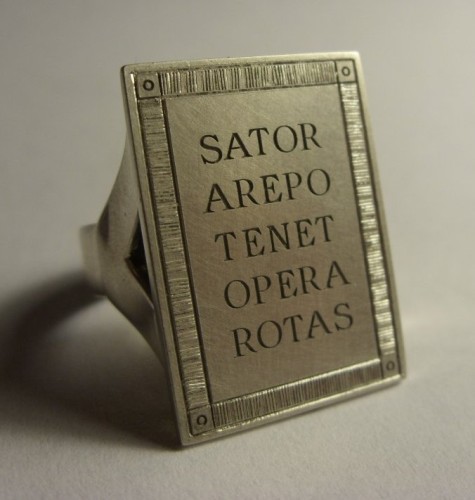 SATOR
AREPO
TENET
OPERA
ROTAS